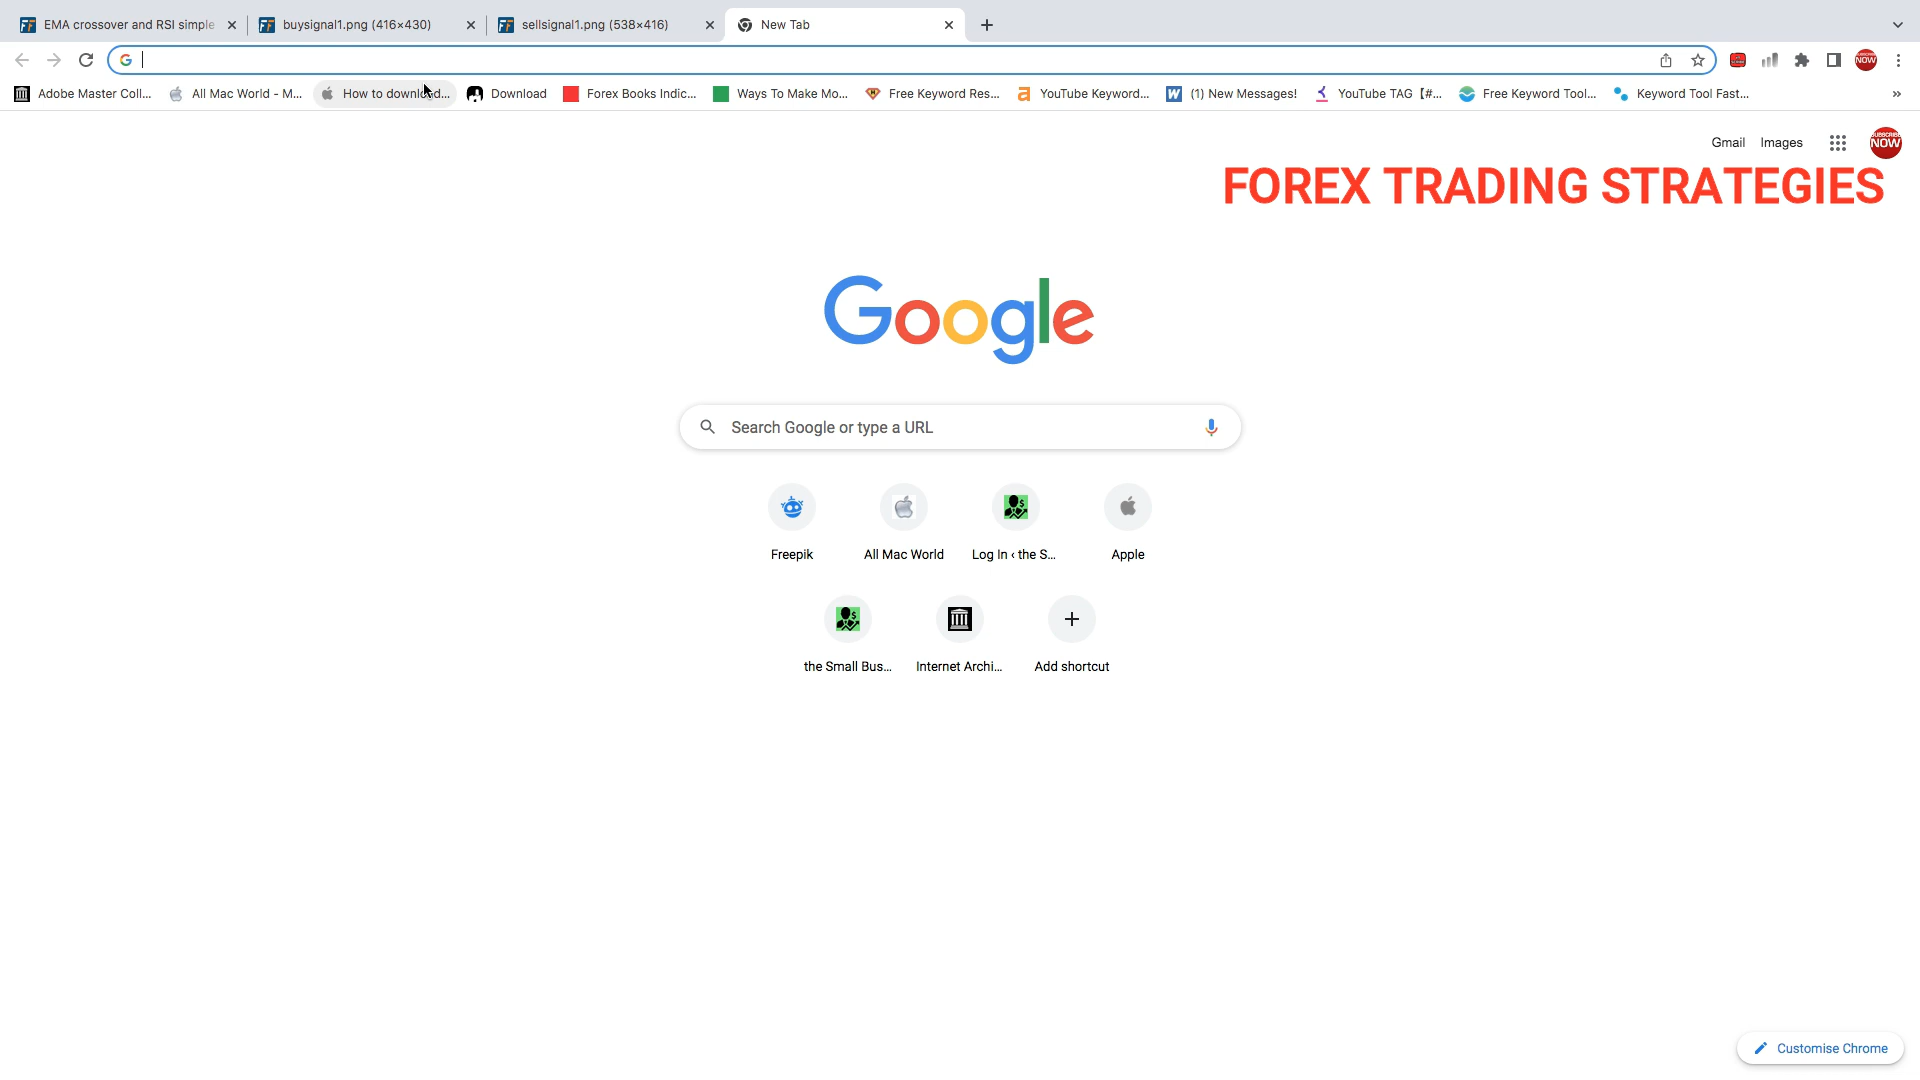 EMA crossover and RSI simple
buysignal1.png (416×430)
sellsignal1.png (538×416)
New Tab
Adobe Master Coll...
All Mac World - M...
How to download...
Download
Forex Books Indic...
Ways To Make Mo...
Free Keyword Res...
YouTube Keyword...
(1) New Messages!
YouTube TAG【#...
Free Keyword Tool...
Keyword Tool Fast...
Gmail
Images
SUBSCRIBE NOW
FOREX TRADING STRATEGIES
Google
Search Google or type a URL
Freepik
All Mac World
Log In ‹ the S...
Apple
the Small Bus...
Internet Archi...
Add shortcut
Customise Chrome